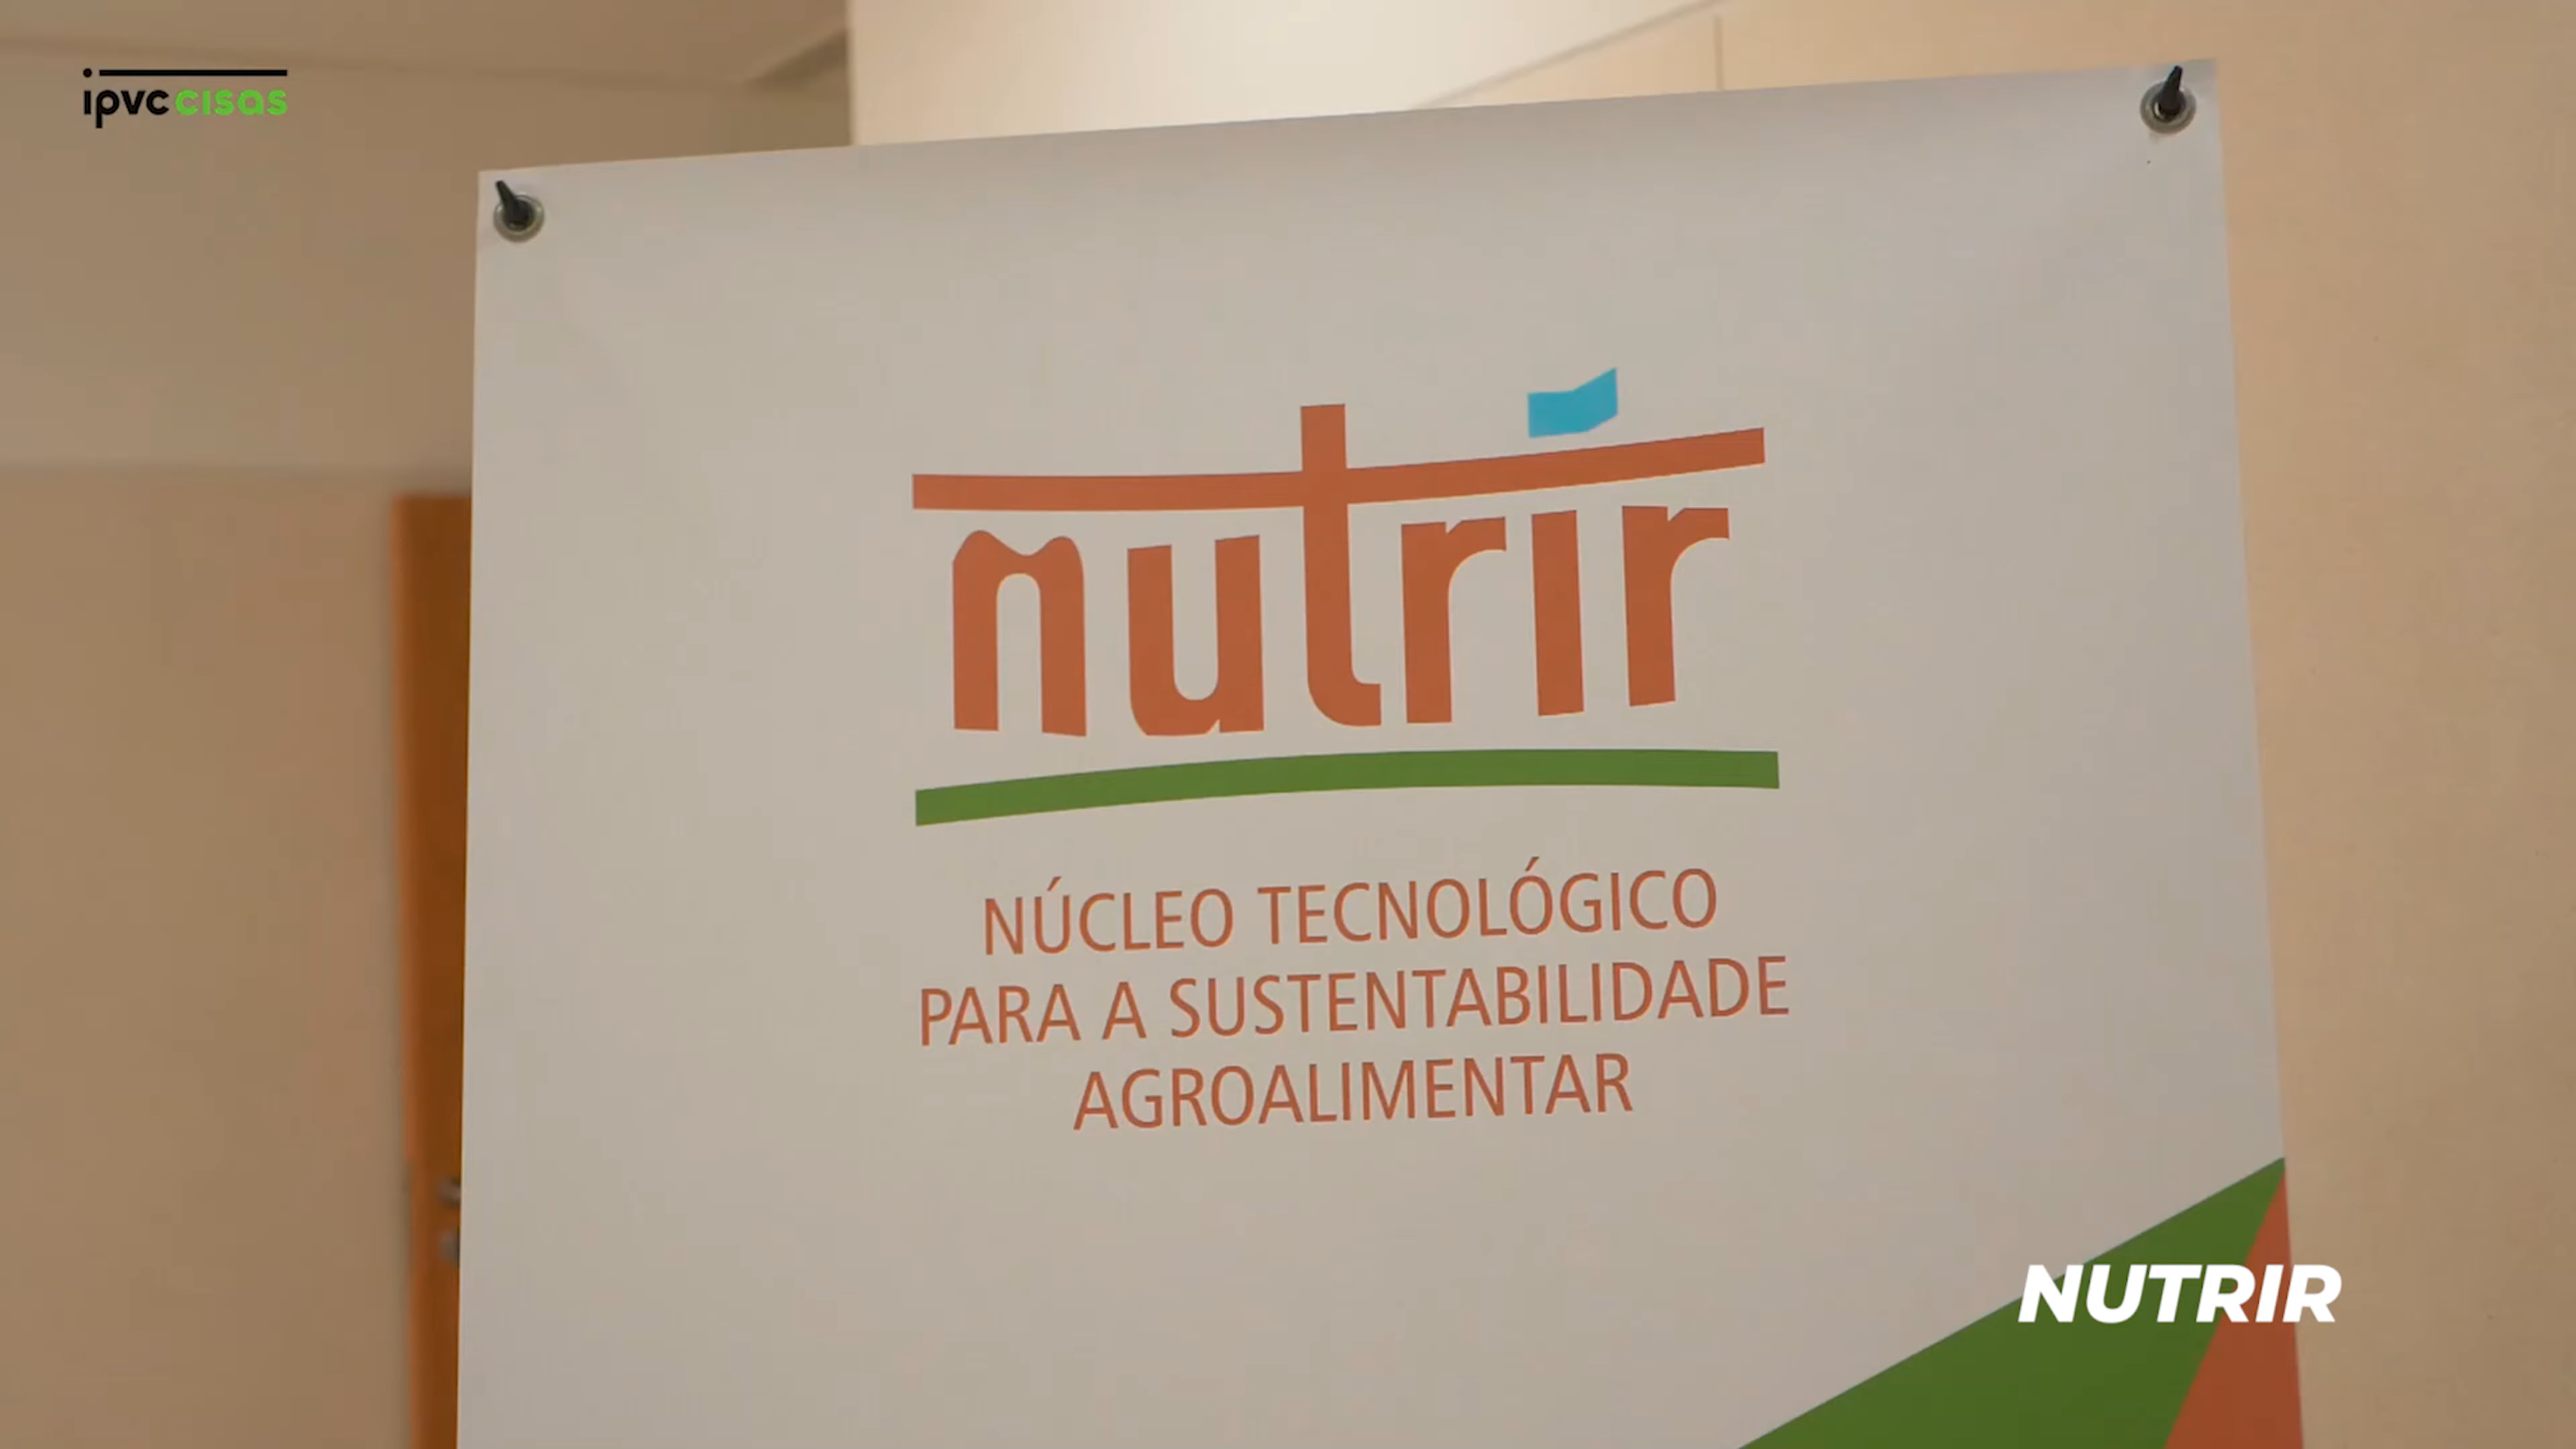 ipvc cisas
nutrir
NÚCLEO TECNOLÓGICO
PARA A SUSTENTABILIDADE
AGROALIMENTAR
NUTRIR